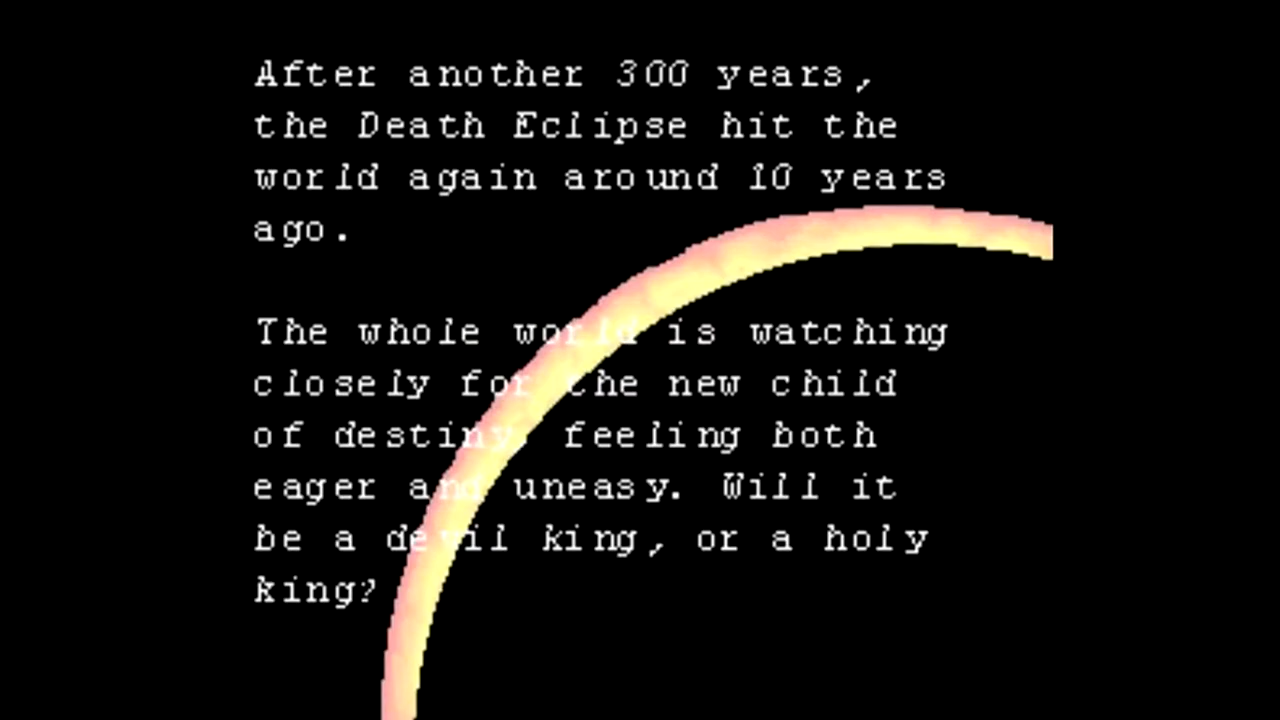 After another 300 years,
the Death Eclipse hit the
world again around 10 years
ago.
The whole world is watching
closely for the new child
of destiny, feeling both
eager and uneasy. Will it
be a devil king, or a holy
king?